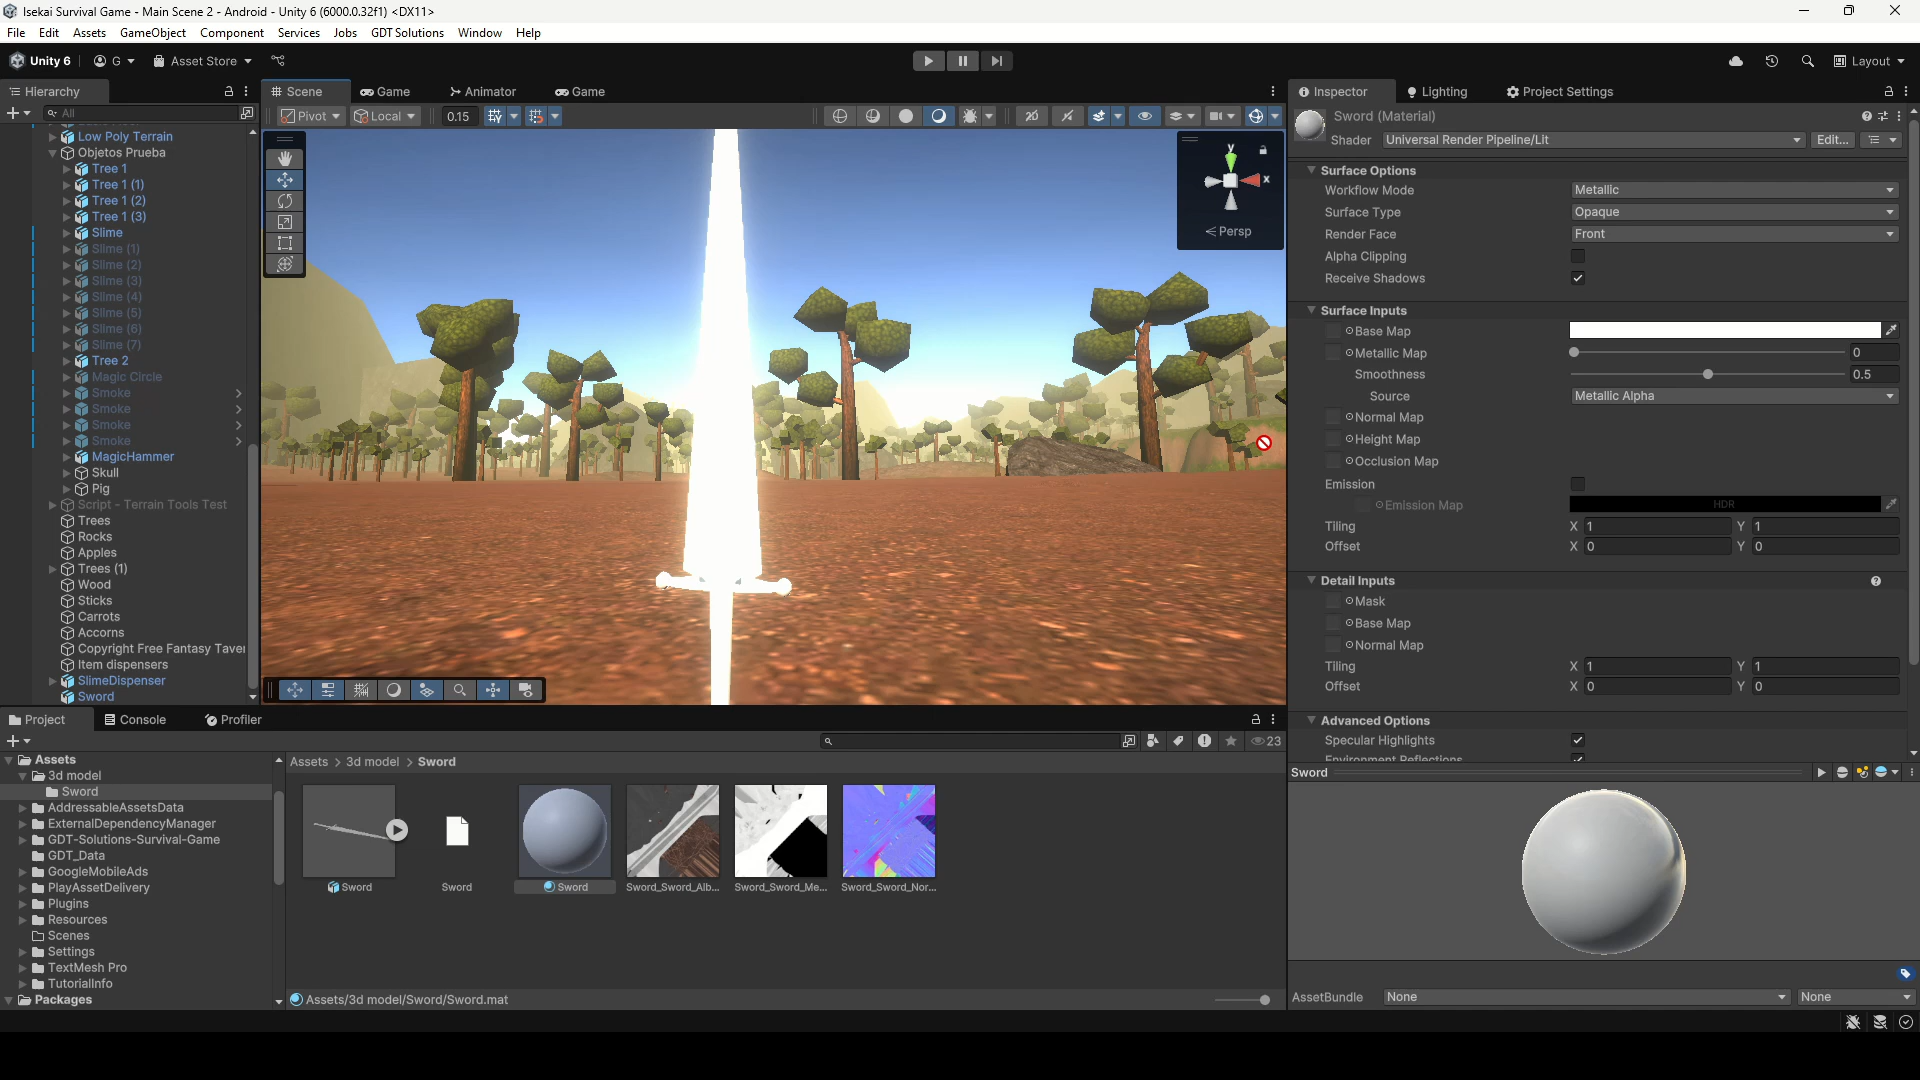 Isekai Survival Game - Main Scene 2 - Android - Unity 6 (6000.0.32f1) <DX11>
File Edit Assets GameObject Component Services Jobs GDT Solutions Window Help
Unity 6 G Asset Store Layout
Hierarchy
All
Low Poly Terrain
Objetos Prueba
Tree 1
Tree 1 (1)
Tree 1 (2)
Tree 1 (3)
Slime
Slime (1)
Slime (2)
Slime (3)
Slime (4)
Slime (5)
Slime (6)
Slime (7)
Tree 2
Magic Circle
Smoke
Smoke
Smoke
Smoke
MagicHammer
Skull
Pig
Script - Terrain Tools Test
Trees
Rocks
Apples
Trees (1)
Wood
Sticks
Carrots
Accorns
Copyright Free Fantasy Taver
Item dispensers
SlimeDispenser
Sword
Scene Game Animator Game
Pivot Local 0.15 2D
y
x
Persp
Inspector Lighting Project Settings
Sword (Material)
Shader Universal Render Pipeline/Lit Edit...
Surface Options
Workflow Mode Metallic
Surface Type Opaque
Render Face Front
Alpha Clipping
Receive Shadows
Surface Inputs
Base Map
Metallic Map 0
Smoothness 0.5
Source Metallic Alpha
Normal Map
Height Map
Occlusion Map
Emission
Emission Map HDR
Tiling X 1 Y 1
Offset X 0 Y 0
Detail Inputs
Mask
Base Map
Normal Map
Tiling X 1 Y 1
Offset X 0 Y 0
Advanced Options
Specular Highlights
Environment Reflections
Sword
AssetBundle None None
Project Console Profiler
23
Assets
3d model
Sword
AddressableAssetsData
ExternalDependencyManager
GDT-Solutions-Survival-Game
GDT_Data
GoogleMobileAds
PlayAssetDelivery
Plugins
Resources
Scenes
Settings
TextMesh Pro
TutorialInfo
Packages
Assets > 3d model > Sword
Sword Sword Sword Sword_Sword_Alb... Sword_Sword_Me... Sword_Sword_Nor...
Assets/3d model/Sword/Sword.mat